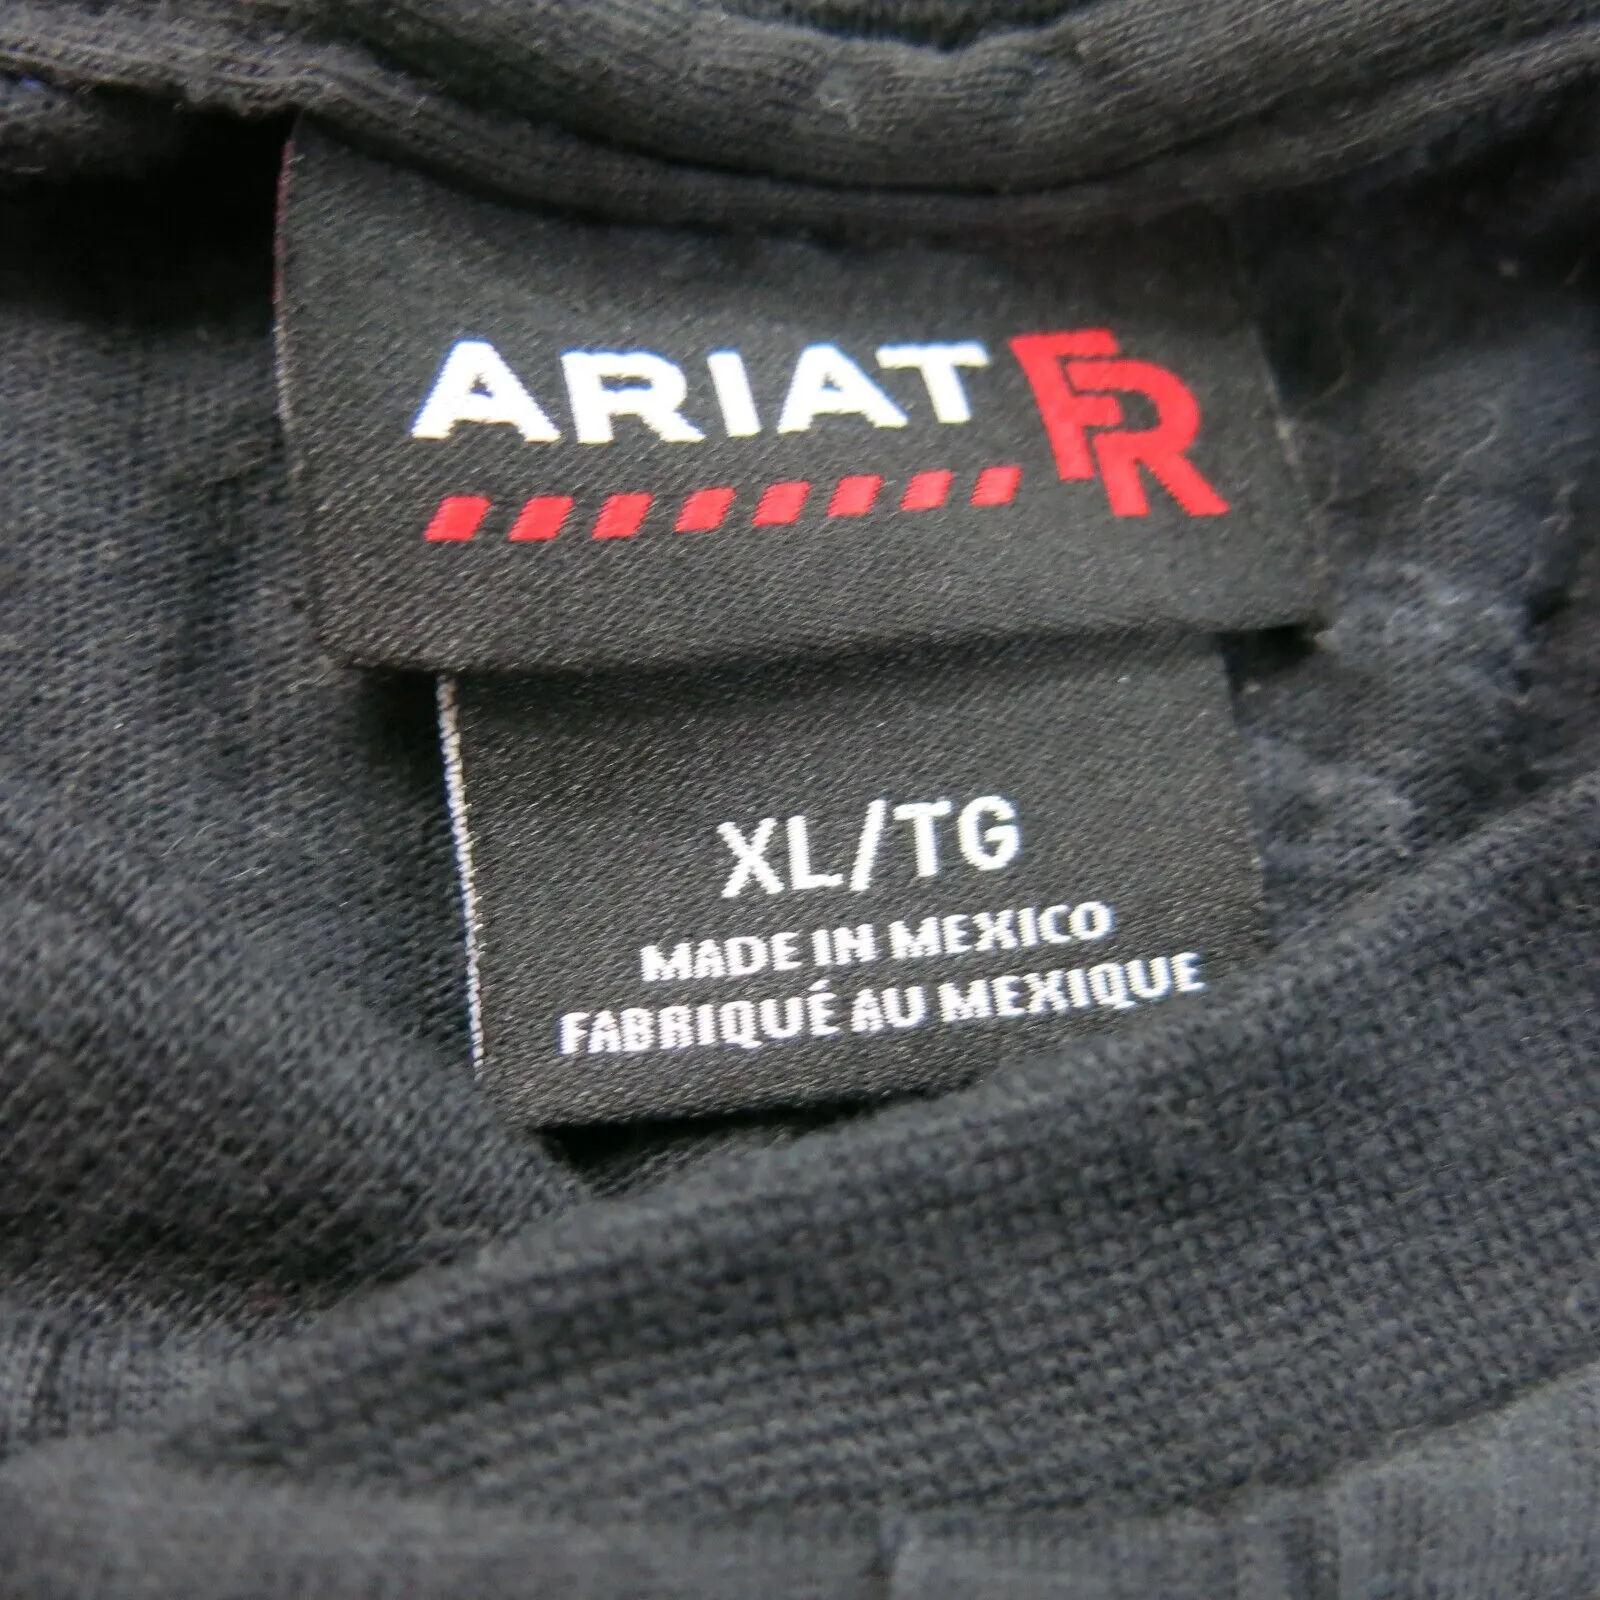 ARIAT FR
XL/TG
MADE IN MEXICO
FABRIQUÉ AU MEXIQUE